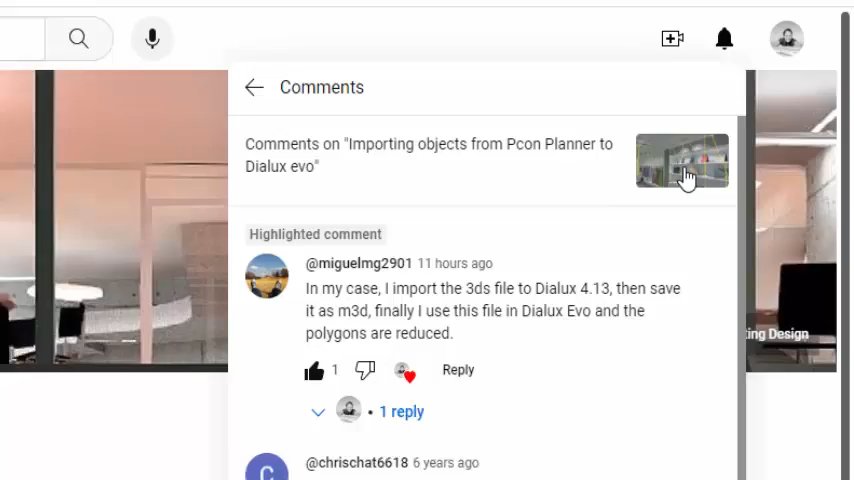 Comments
Comments on "Importing objects from Pcon Planner to
Dialux evo"
Highlighted comment
@miguelmg2901 11 hours ago
In my case, I import the 3ds file to Dialux 4.13, then save
it as m3d, finally I use this file in Dialux Evo and the
polygons are reduced.
ting Design
1 Reply
1 reply
@chrischat6618 6 years ago
C